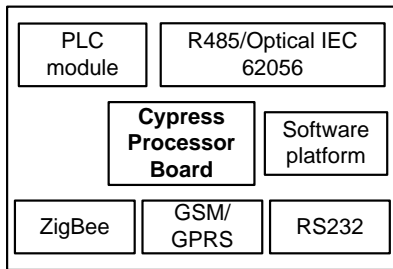 PLC
module
R485/Optical IEC
62056
Cypress
Processor
Board
Software
platform
ZigBee
GSM/
GPRS
RS232